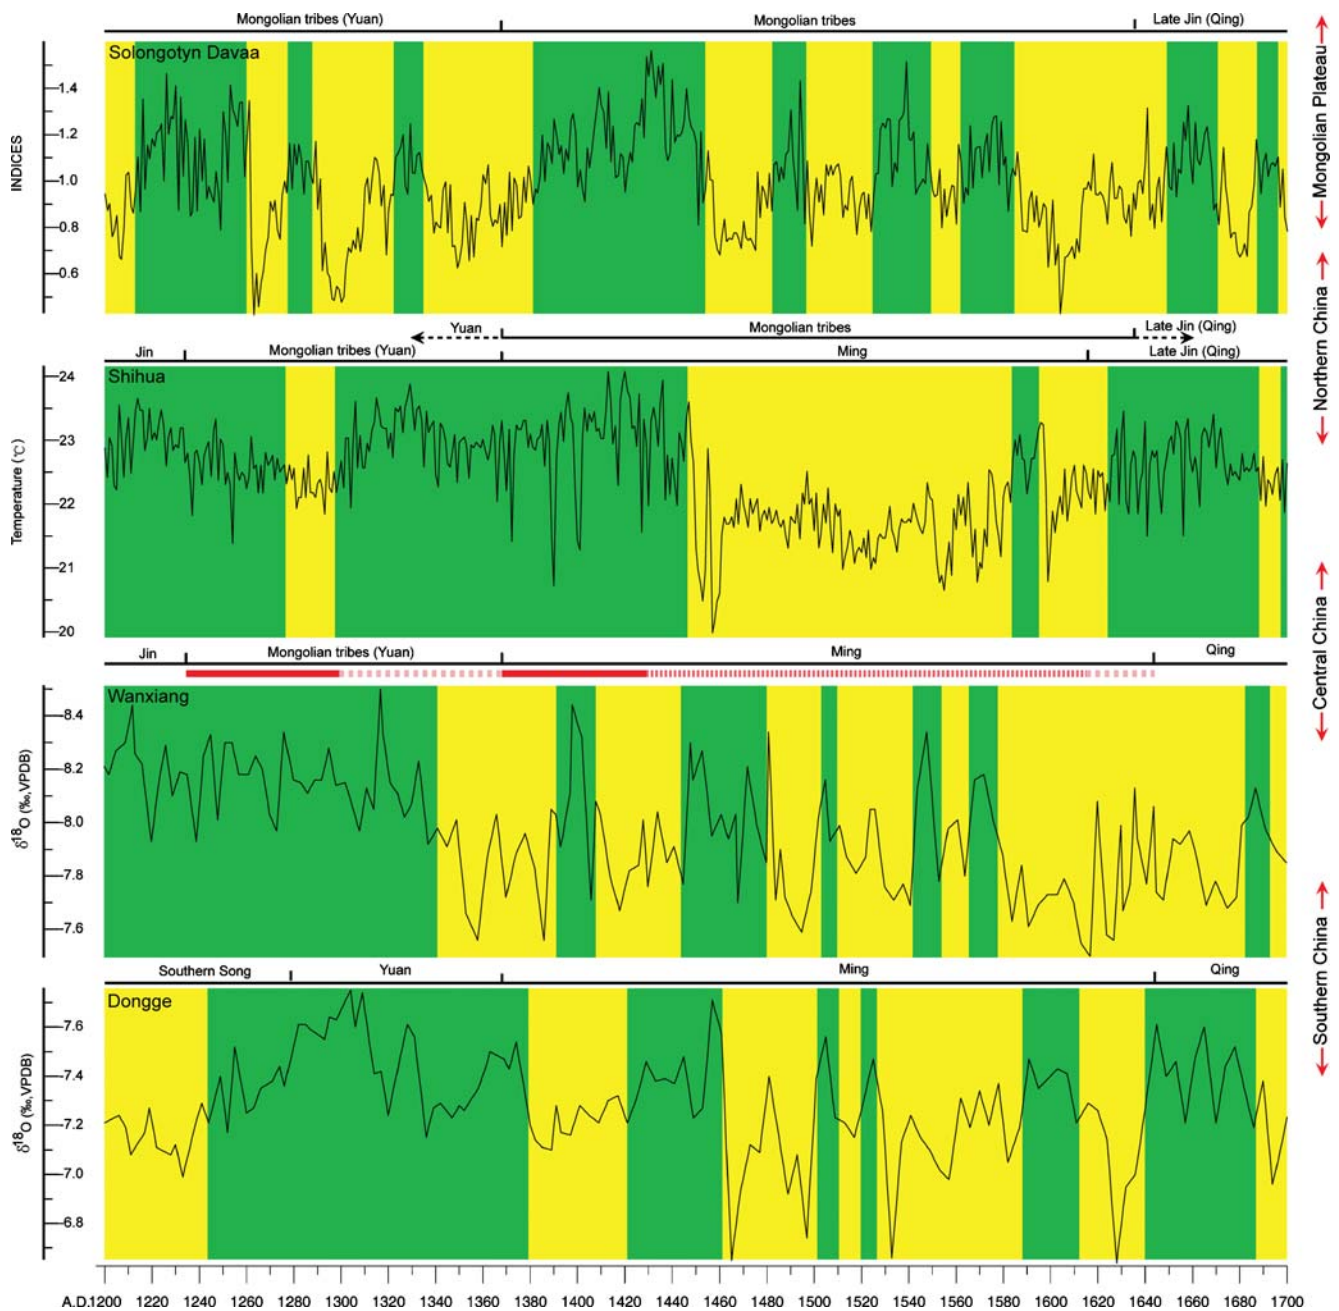 Mongolian tribes (Yuan) Mongolian tribes Late Jin (Qing)
Solongotyn Davaa
INDICES
-1.4
-1.2
-1.0
-0.8
-0.6
Mongolian Plateau
Yuan Mongolian tribes Late Jin (Qing)
Jin Mongolian tribes (Yuan) Ming Late Jin (Qing)
Shihua
Temperature (℃)
-24
-23
-22
-21
-20
Northern China
Jin Mongolian tribes (Yuan) Ming Qing
Wanxiang
δ18O (‰,VPDB)
-8.4
-8.2
-8.0
-7.8
-7.6
Central China
Southern Song Yuan Ming Qing
Dongge
δ18O (‰,VPDB)
-7.6
-7.4
-7.2
-7.0
-6.8
Southern China
A.D.1200 1220 1240 1260 1280 1300 1320 1340 1360 1380 1400 1420 1440 1460 1480 1500 1520 1540 1560 1580 1600 1620 1640 1660 1680 1700